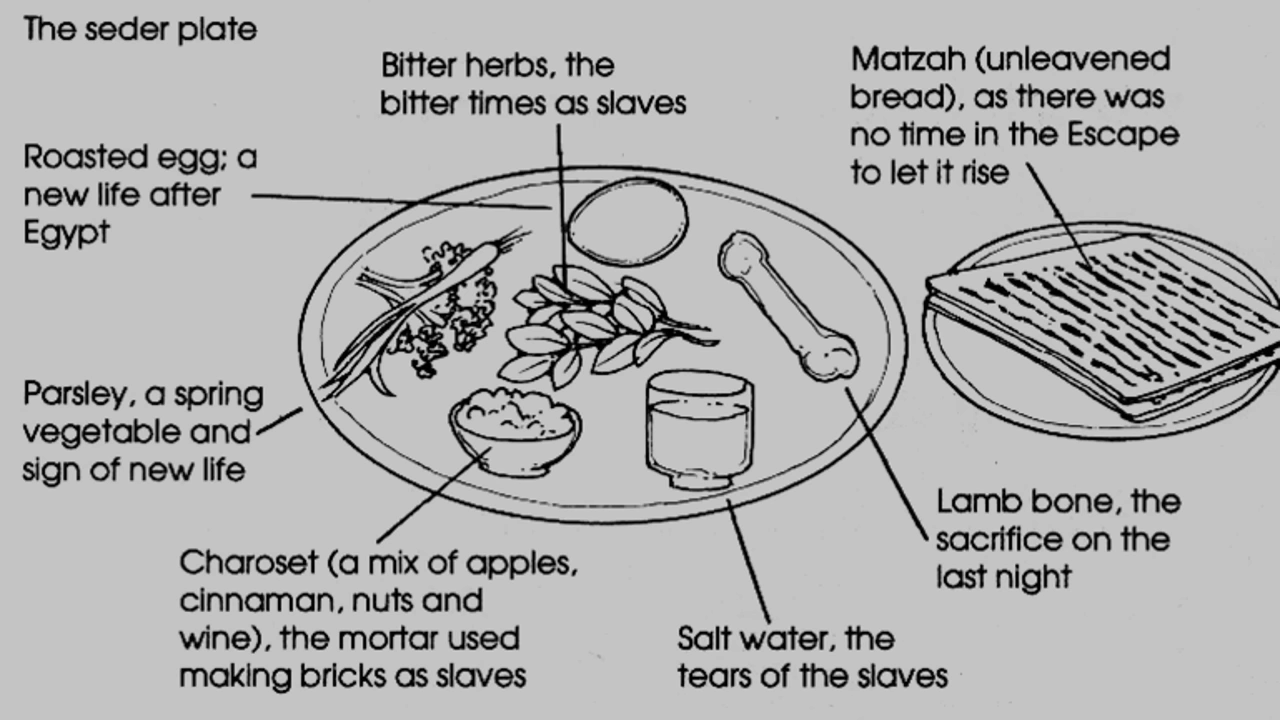 The seder plate
Bitter herbs, the
bitter times as slaves
Matzah (unleavened
bread), as there was
no time in the Escape
to let it rise
Roasted egg; a
new life after
Egypt
Parsley, a spring
vegetable and
sign of new life
Charoset (a mix of apples,
cinnaman, nuts and
wine), the mortar used
making bricks as slaves
Salt water, the
tears of the slaves
Lamb bone, the
sacrifice on the
last night